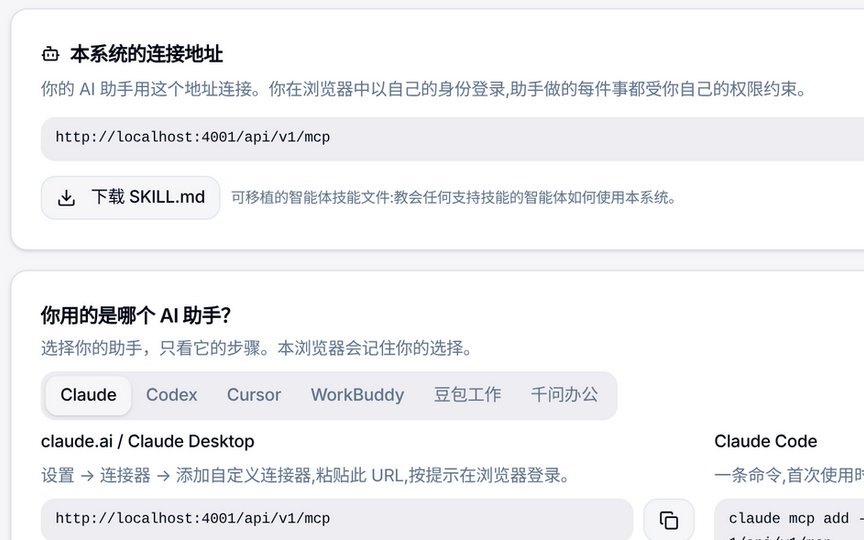 本系统的连接地址
你的 AI 助手用这个地址连接。你在浏览器中以自己的身份登录,助手做的每件事都受你自己的权限约束。
http://localhost:4001/api/v1/mcp
下载 SKILL.md
可移植的智能体技能文件:教会任何支持技能的智能体如何使用本系统。
你用的是哪个 AI 助手?
选择你的助手，只看它的步骤。本浏览器会记住你的选择。
Claude Codex Cursor WorkBuddy 豆包工作 千问办公
claude.ai / Claude Desktop
设置 → 连接器 → 添加自定义连接器,粘贴此 URL,按提示在浏览器登录。
http://localhost:4001/api/v1/mcp
Claude Code
一条命令,首次使用时
claude mcp add -